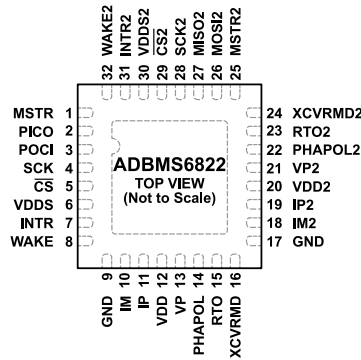 WAKE2
INTR2
VDDS2
CS2
SCK2
MISO2
MOSI2
MSTR2
32 31 30 29 28 27 26 25
MSTR 1
PICO 2
POCI 3
SCK 4
CS 5
VDDS 6
INTR 7
WAKE 8
ADBMS6822
TOP VIEW
(Not to Scale)
24 XCVRMD2
23 RTO2
22 PHAPOL2
21 VP2
20 VDD2
19 IP2
18 IM2
17 GND
9 10 11 12 13 14 15 16
GND
IM
IP
VDD
VP
PHAPOL
RTO
XCVRMD